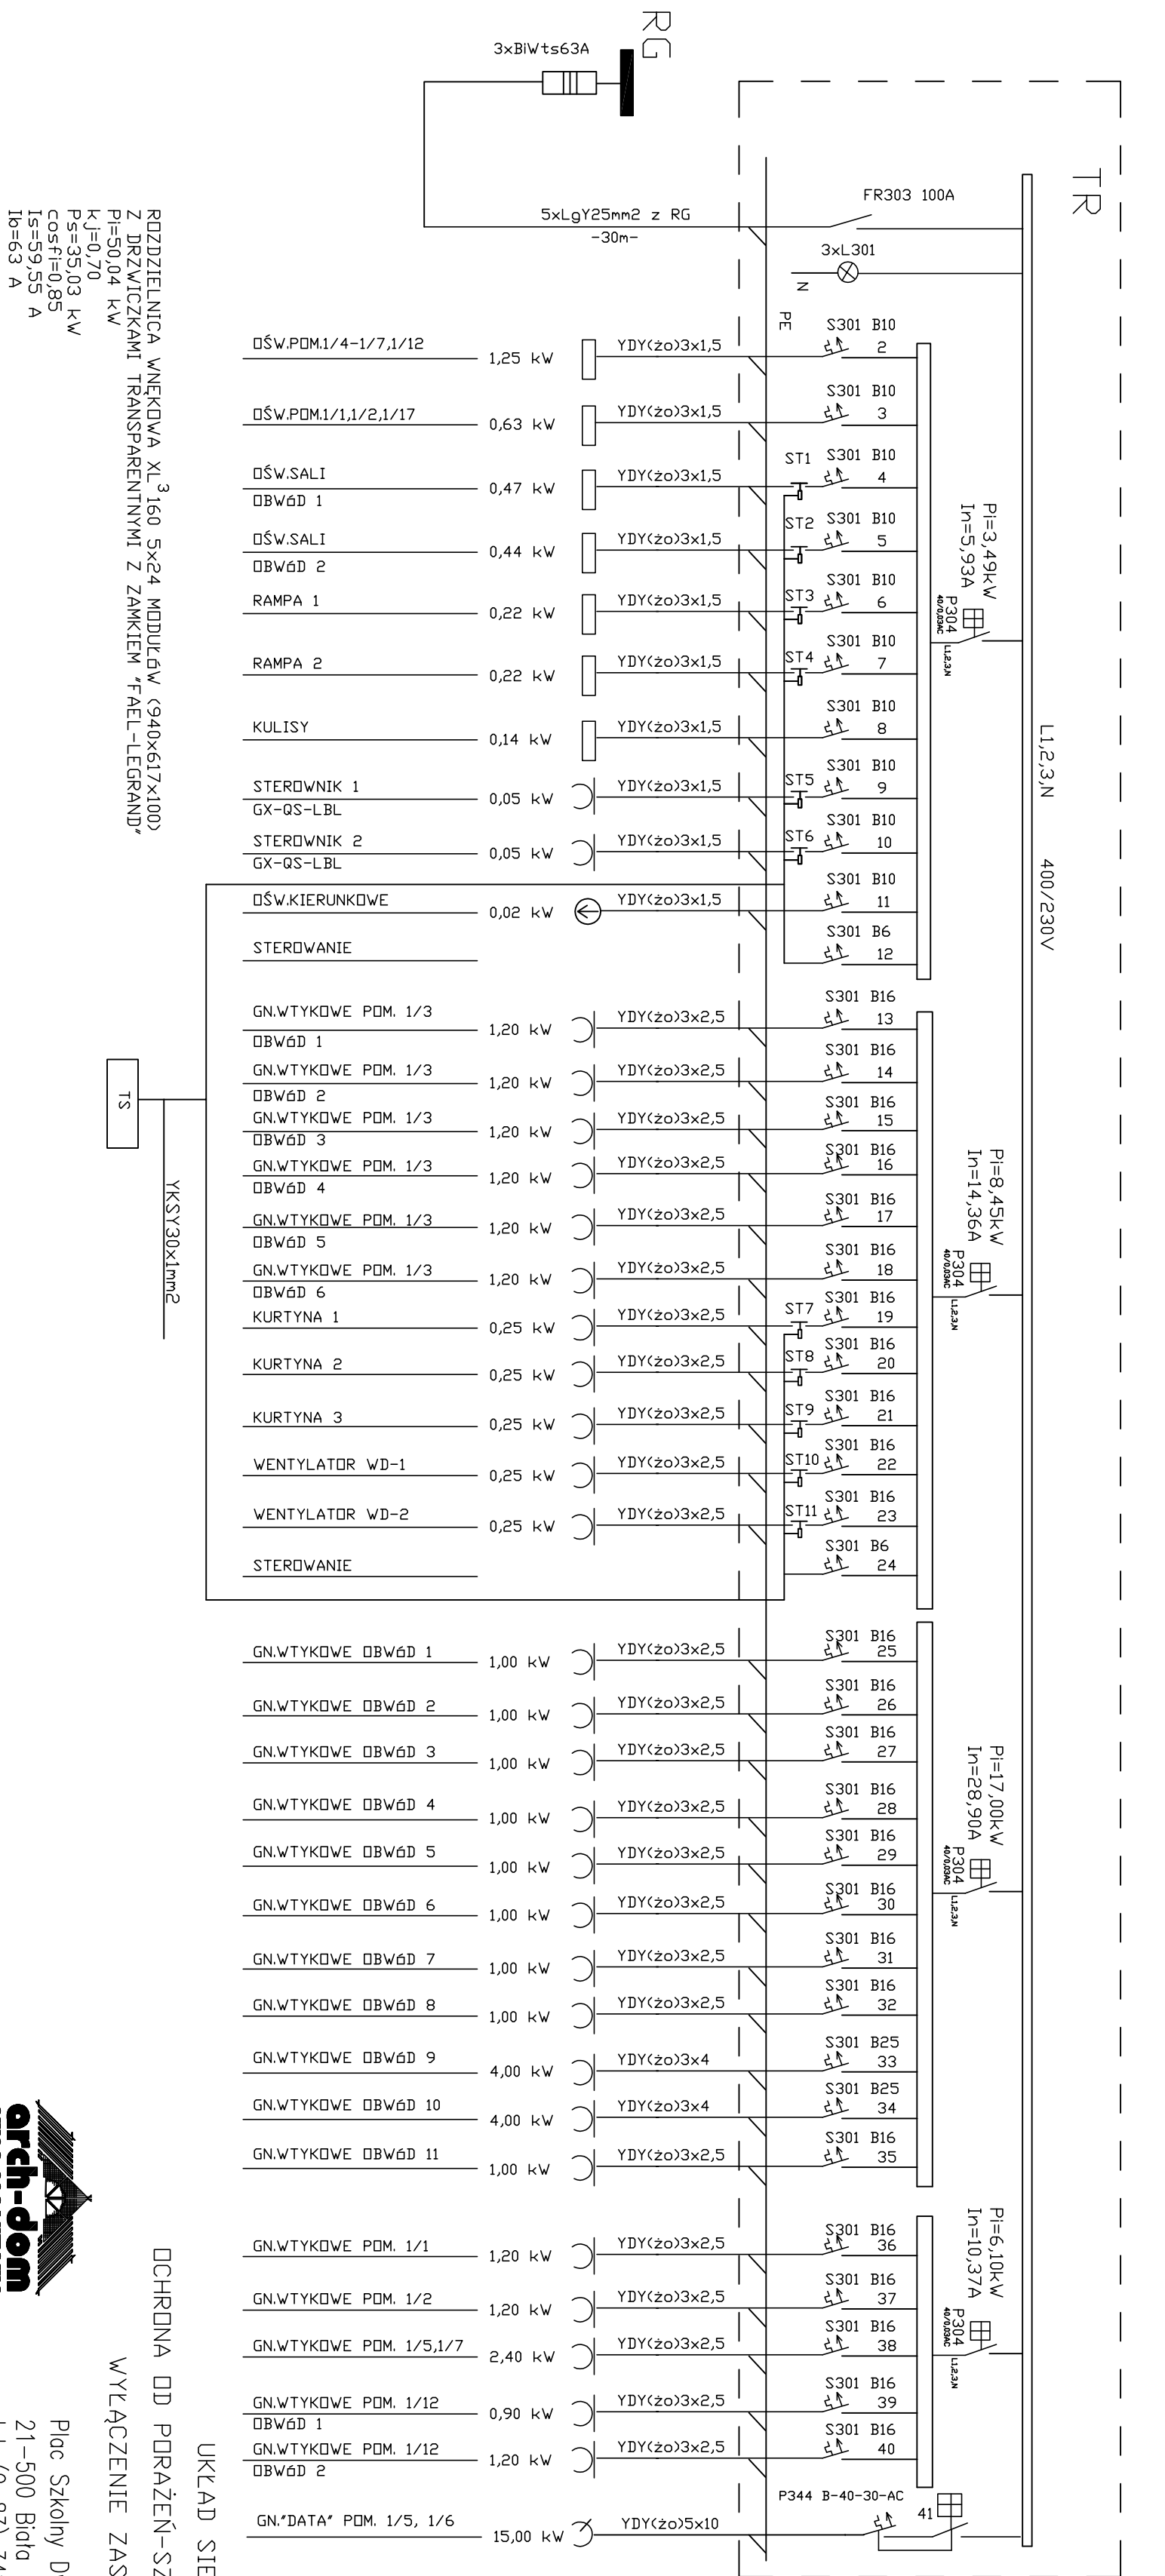 RG
3xBiWts63A
TR
FR303 100A
5xLgY25mm2 z RG
-30m-
3xL301
N
PE
L1,2,3,N 400/230V
Pi=3,49kW
In=5,93A
P304
40/0,03AC
L1,2,3,N
OŚW.POM.1/4-1/7,1/12 1,25 kW YDY(żo)3x1,5 S301 B10 2
OŚW.POM.1/1,1/2,1/17 0,63 kW YDY(żo)3x1,5 S301 B10 3
OŚW.SALI OBWóD 1 0,47 kW YDY(żo)3x1,5 ST1 S301 B10 4
OŚW.SALI OBWóD 2 0,44 kW YDY(żo)3x1,5 ST2 S301 B10 5
RAMPA 1 0,22 kW YDY(żo)3x1,5 ST3 S301 B10 6
RAMPA 2 0,22 kW YDY(żo)3x1,5 ST4 S301 B10 7
KULISY 0,14 kW YDY(żo)3x1,5 S301 B10 8
STEROWNIK 1 GX-QS-LBL 0,05 kW YDY(żo)3x1,5 ST5 S301 B10 9
STEROWNIK 2 GX-QS-LBL 0,05 kW YDY(żo)3x1,5 ST6 S301 B10 10
OŚW.KIERUNKOWE 0,02 kW YDY(żo)3x1,5 S301 B10 11
STEROWANIE S301 B6 12
Pi=8,45kW
In=14,36A
P304
40/0,03AC
L1,2,3,N
GN.WTYKOWE POM. 1/3 OBWóD 1 1,20 kW YDY(żo)3x2,5 S301 B16 13
GN.WTYKOWE POM. 1/3 OBWóD 2 1,20 kW YDY(żo)3x2,5 S301 B16 14
GN.WTYKOWE POM. 1/3 OBWóD 3 1,20 kW YDY(żo)3x2,5 S301 B16 15
GN.WTYKOWE POM. 1/3 OBWóD 4 1,20 kW YDY(żo)3x2,5 S301 B16 16
GN.WTYKOWE POM. 1/3 OBWóD 5 1,20 kW YDY(żo)3x2,5 S301 B16 17
GN.WTYKOWE POM. 1/3 OBWóD 6 1,20 kW YDY(żo)3x2,5 S301 B16 18
KURTYNA 1 0,25 kW YDY(żo)3x2,5 ST7 S301 B16 19
KURTYNA 2 0,25 kW YDY(żo)3x2,5 ST8 S301 B16 20
KURTYNA 3 0,25 kW YDY(żo)3x2,5 ST9 S301 B16 21
WENTYLATOR WD-1 0,25 kW YDY(żo)3x2,5 ST10 S301 B16 22
WENTYLATOR WD-2 0,25 kW YDY(żo)3x2,5 ST11 S301 B16 23
STEROWANIE S301 B6 24
TS
YKSY30x1mm2
Pi=17,00kW
In=28,90A
P304
40/0,03AC
L1,2,3,N
GN.WTYKOWE OBWóD 1 1,00 kW YDY(żo)3x2,5 S301 B16 25
GN.WTYKOWE OBWóD 2 1,00 kW YDY(żo)3x2,5 S301 B16 26
GN.WTYKOWE OBWóD 3 1,00 kW YDY(żo)3x2,5 S301 B16 27
GN.WTYKOWE OBWóD 4 1,00 kW YDY(żo)3x2,5 S301 B16 28
GN.WTYKOWE OBWóD 5 1,00 kW YDY(żo)3x2,5 S301 B16 29
GN.WTYKOWE OBWóD 6 1,00 kW YDY(żo)3x2,5 S301 B16 30
GN.WTYKOWE OBWóD 7 1,00 kW YDY(żo)3x2,5 S301 B16 31
GN.WTYKOWE OBWóD 8 1,00 kW YDY(żo)3x2,5 S301 B16 32
GN.WTYKOWE OBWóD 9 4,00 kW YDY(żo)3x4 S301 B25 33
GN.WTYKOWE OBWóD 10 4,00 kW YDY(żo)3x4 S301 B25 34
GN.WTYKOWE OBWóD 11 1,00 kW YDY(żo)3x2,5 S301 B16 35
Pi=6,10kW
In=10,37A
P304
40/0,03AC
L1,2,3,N
GN.WTYKOWE POM. 1/1 1,20 kW YDY(żo)3x2,5 S301 B16 36
GN.WTYKOWE POM. 1/2 1,20 kW YDY(żo)3x2,5 S301 B16 37
GN.WTYKOWE POM. 1/5,1/7 2,40 kW YDY(żo)3x2,5 S301 B16 38
GN.WTYKOWE POM. 1/12 OBWóD 1 0,90 kW YDY(żo)3x2,5 S301 B16 39
GN.WTYKOWE POM. 1/12 OBWóD 2 1,20 kW YDY(żo)3x2,5 S301 B16 40
GN."DATA" POM. 1/5, 1/6 15,00 kW YDY(żo)5x10 P344 B-40-30-AC 41
ROZDZIELNICA WNĘKOWA XL³ 160 5x24 MODUŁóW (940x617x100)
Z DRZWICZKAMI TRANSPARENTNYMI Z ZAMKIEM "FAEL-LEGRAND"
Pi=50,04 kW
kj=0,70
Ps=35,03 kW
cosfi=0,85
Is=59,55 A
Ib=63 A
UKŁAD SIE
OCHRONA OD PORAŻEŃ-SZ
WYŁĄCZENIE ZAS
arch-dom
Plac Szkolny D
21-500 Biała